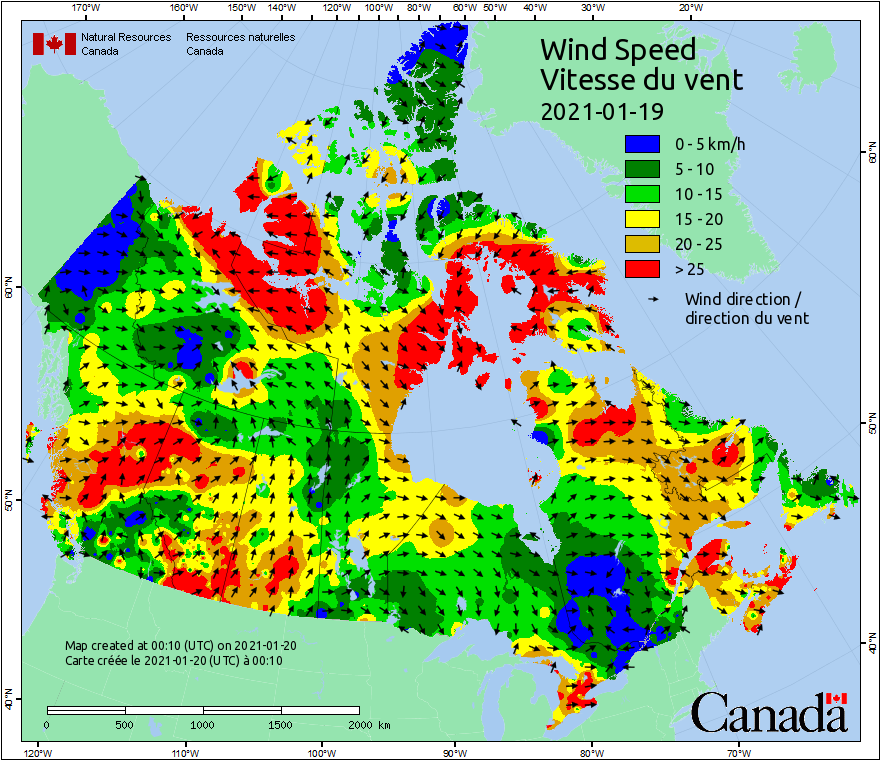 170°W 160°W 150°W 140°W 130°W 120°W 110°W 100°W 80°W 60°W 50°W 40°W 30°W 20°W
Natural Resources Ressources naturelles
Canada Canada
Wind Speed
Vitesse du vent
2021-01-19
0 - 5 km/h
5 - 10
10 - 15
15 - 20
20 - 25
> 25
Wind direction /
direction du vent
60°N 60°N
50°N 50°N
40°N 40°N
Map created at 00:10 (UTC) on 2021-01-20
Carte créée le 2021-01-20 (UTC) à 00:10
0 500 1000 1500 2000 km
Canada
120°W 110°W 100°W 90°W 80°W 70°W